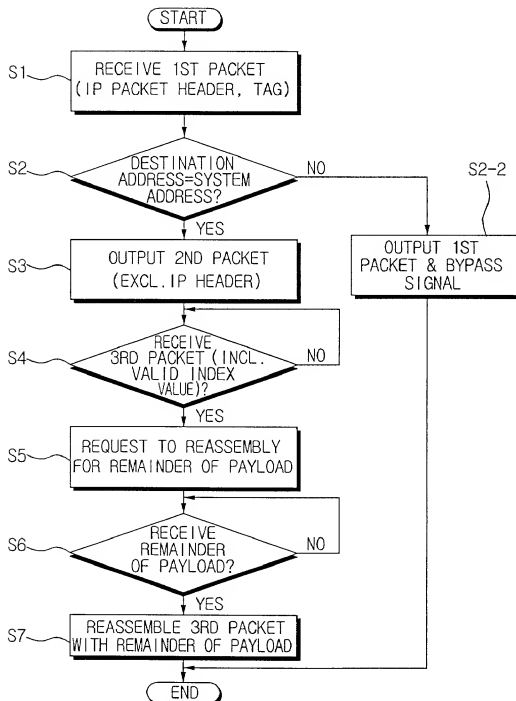 START
S1
RECEIVE 1ST PACKET
(IP PACKET HEADER, TAG)
S2
DESTINATION
ADDRESS=SYSTEM
ADDRESS?
NO
YES
S2-2
OUTPUT 1ST
PACKET & BYPASS
SIGNAL
S3
OUTPUT 2ND PACKET
(EXCL.IP HEADER)
S4
RECEIVE
3RD PACKET (INCL.
VALID INDEX
VALUE)?
NO
YES
S5
REQUEST TO REASSEMBLY
FOR REMAINDER OF PAYLOAD
S6
RECEIVE
REMAINDER
OF PAYLOAD?
NO
YES
S7
REASSEMBLE 3RD PACKET
WITH REMAINDER OF PAYLOAD
END